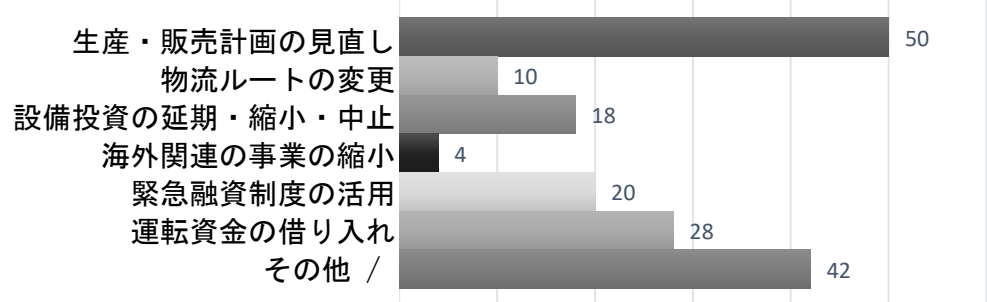 生産・販売計画の見直し 50
物流ルートの変更 10
設備投資の延期・縮小・中止 18
海外関連の事業の縮小 4
緊急融資制度の活用 20
運転資金の借り入れ 28
その他 / 42